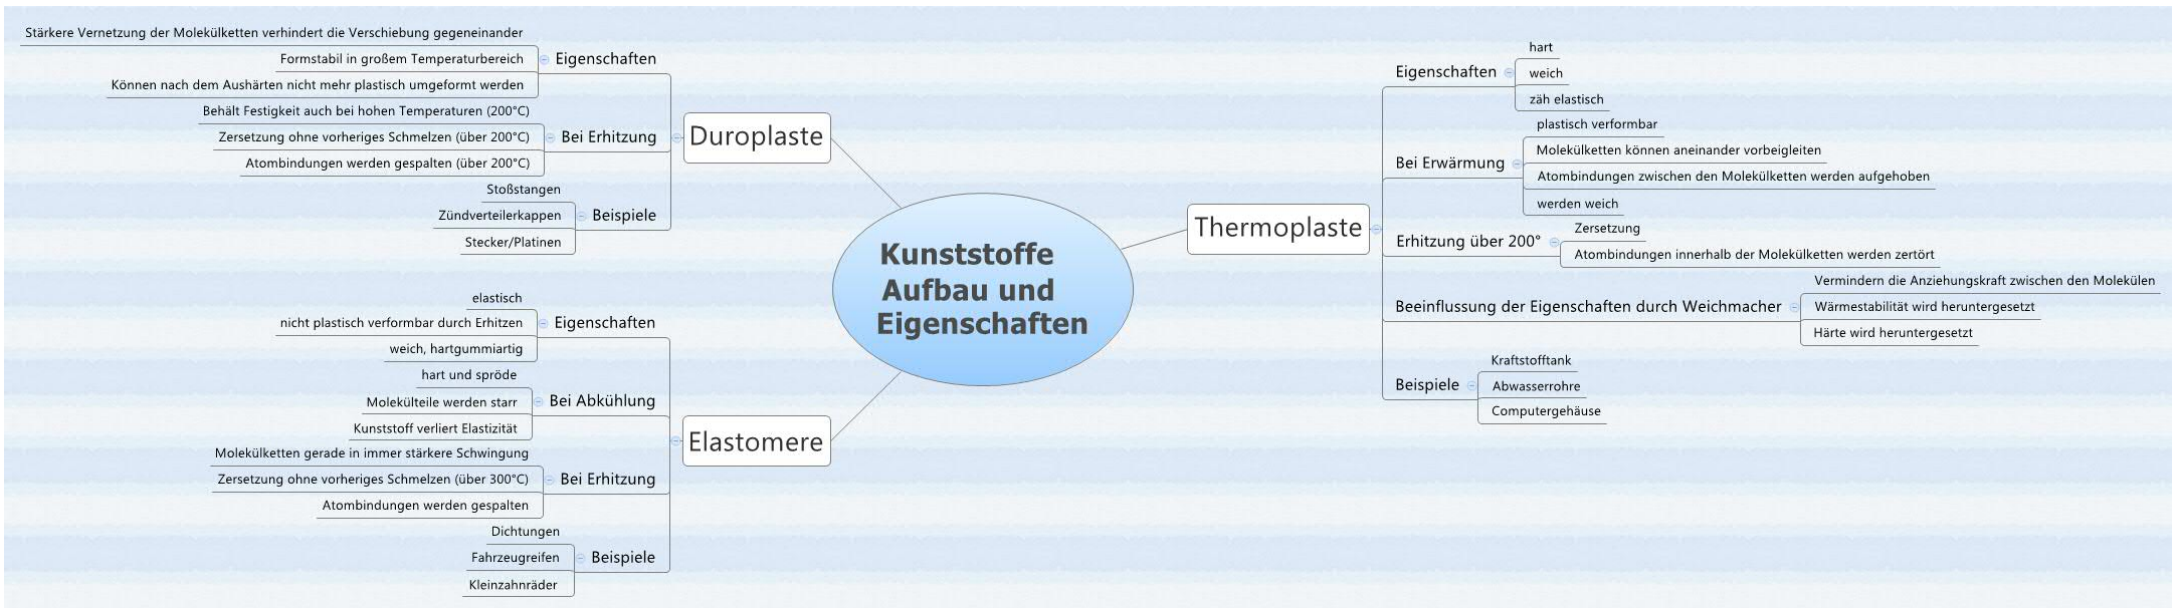 Kunststoffe
Aufbau und
Eigenschaften
Duroplaste
Eigenschaften
Stärkere Vernetzung der Molekülketten verhindert die Verschiebung gegeneinander
Formstabil in großem Temperaturbereich
Können nach dem Aushärten nicht mehr plastisch umgeformt werden
Bei Erhitzung
Behält Festigkeit auch bei hohen Temperaturen (200°C)
Zersetzung ohne vorheriges Schmelzen (über 200°C)
Atombindungen werden gespalten (über 200°C)
Beispiele
Stoßstangen
Zündverteilerkappen
Stecker/Platinen
Elastomere
Eigenschaften
elastisch
nicht plastisch verformbar durch Erhitzen
weich, hartgummiartig
Bei Abkühlung
hart und spröde
Molekülteile werden starr
Kunststoff verliert Elastizität
Bei Erhitzung
Molekülketten gerade in immer stärkere Schwingung
Zersetzung ohne vorheriges Schmelzen (über 300°C)
Atombindungen werden gespalten
Beispiele
Dichtungen
Fahrzeugreifen
Kleinzahnräder
Thermoplaste
Eigenschaften
hart
weich
zäh elastisch
Bei Erwärmung
plastisch verformbar
Molekülketten können aneinander vorbeigleiten
Atombindungen zwischen den Molekülketten werden aufgehoben
werden weich
Erhitzung über 200°
Zersetzung
Atombindungen innerhalb der Molekülketten werden zertört
Beeinflussung der Eigenschaften durch Weichmacher
Vermindern die Anziehungskraft zwischen den Molekülen
Wärmestabilität wird heruntergesetzt
Härte wird heruntergesetzt
Beispiele
Kraftstofftank
Abwasserrohre
Computergehäuse